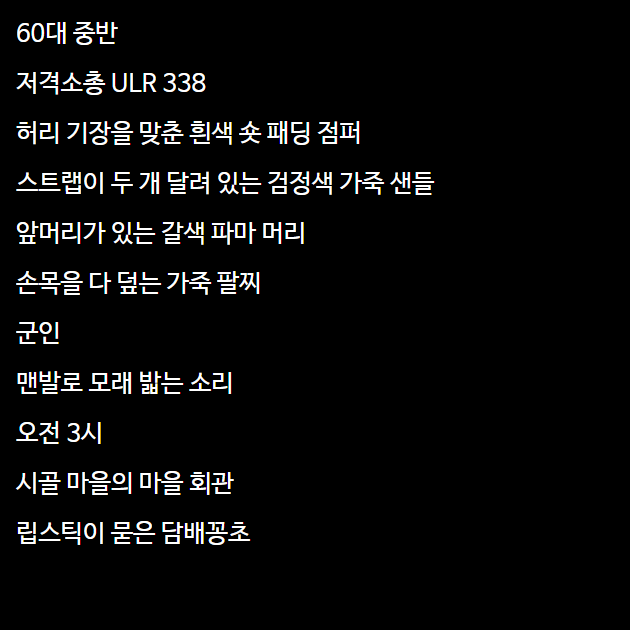 60대 중반
저격소총 ULR 338
허리 기장을 맞춘 흰색 숏 패딩 점퍼
스트랩이 두 개 달려 있는 검정색 가죽 샌들
앞머리가 있는 갈색 파마 머리
손목을 다 덮는 가죽 팔찌
군인
맨발로 모래 밟는 소리
오전 3시
시골 마을의 마을 회관
립스틱이 묻은 담배꽁초